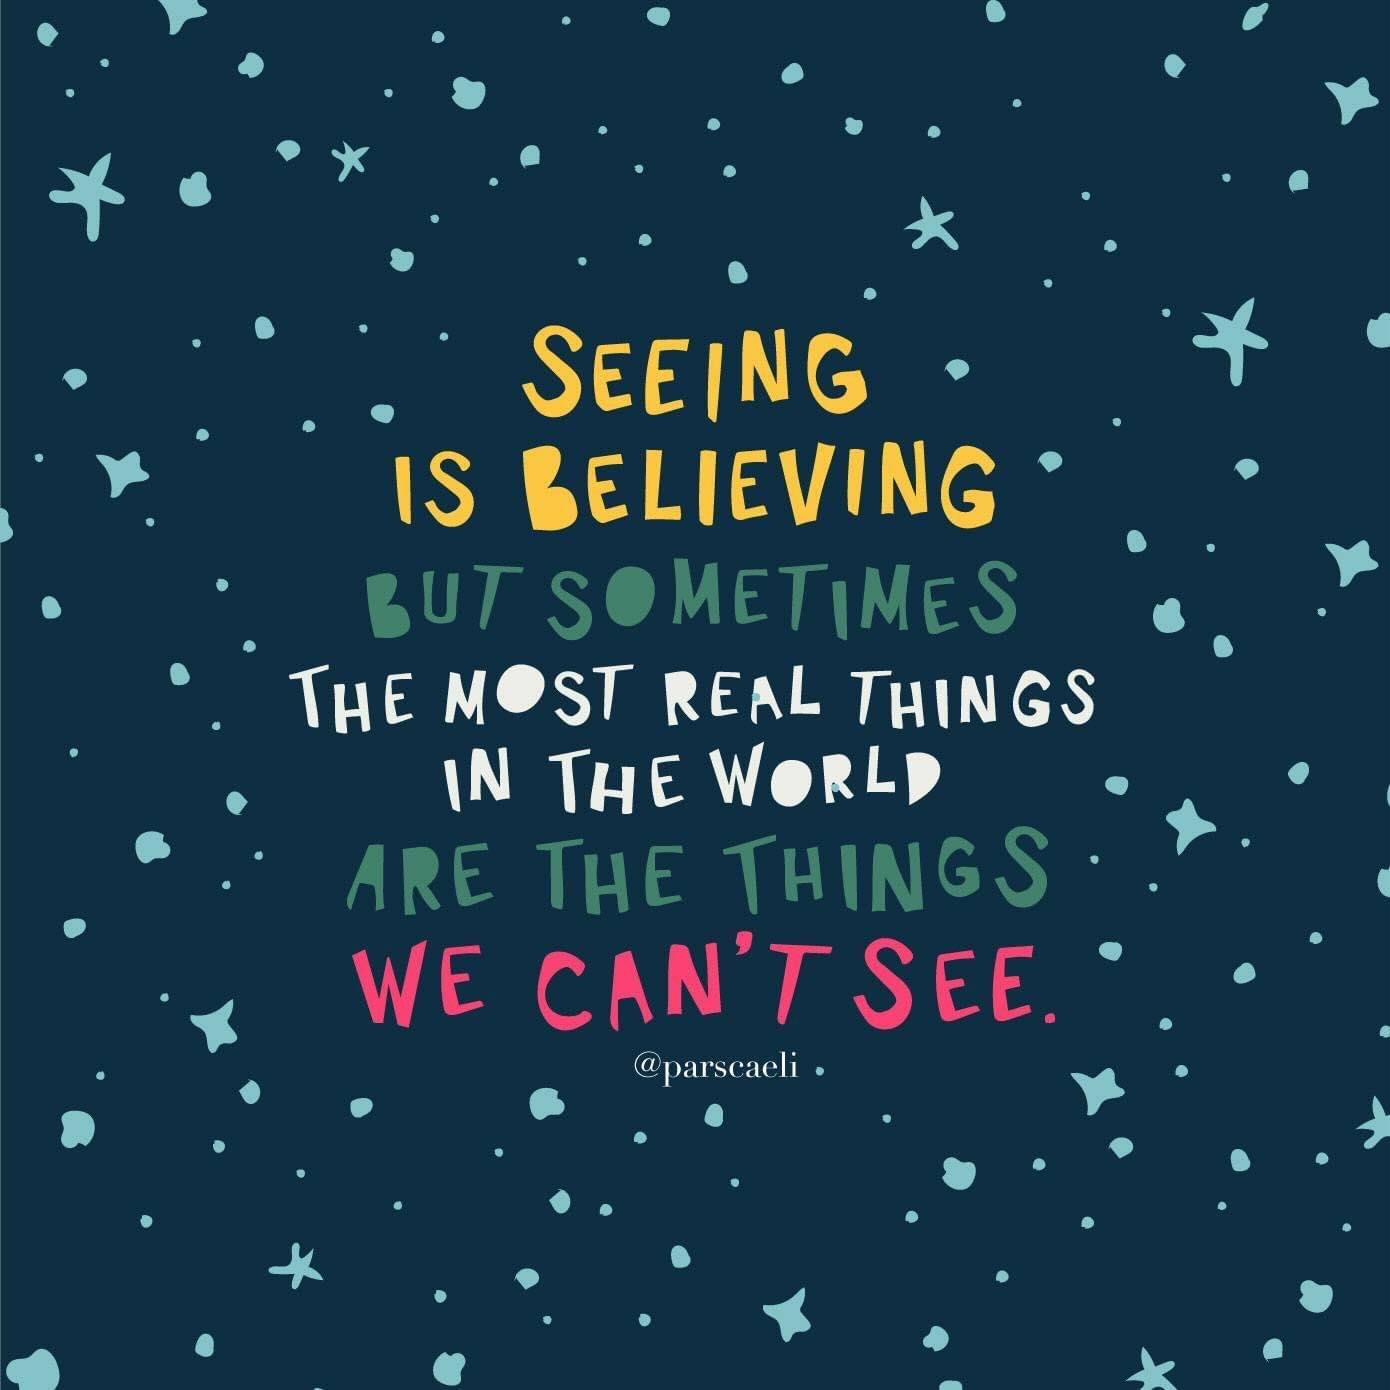 SEEING
IS BELIEVING
BUT SOMETIMES
THE MOST REAL THINGS
IN THE WORLD
ARE THE THINGS
WE CAN'T SEE.
@parscaeli